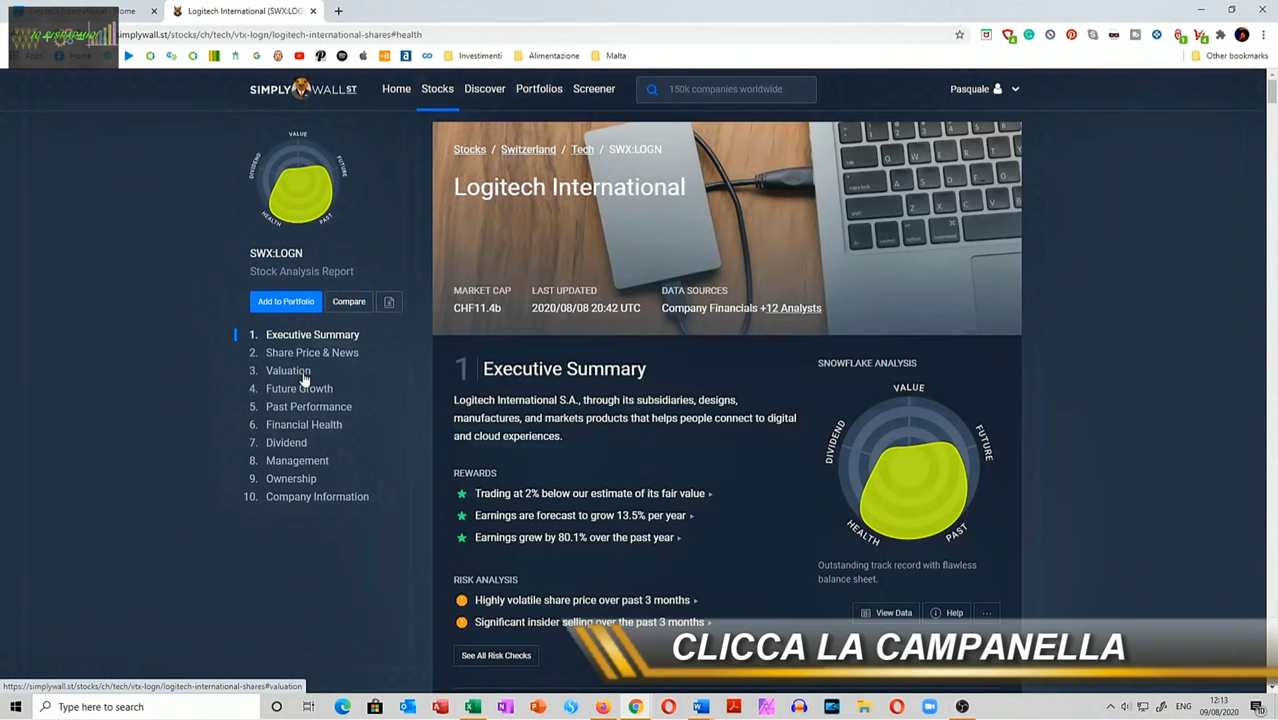 Logitech International - Home
Logitech International (SWX:LOG
simplywall.st/stocks/ch/tech/vtx-logn/logitech-international-shares#health
Apps
Home
Investimenti
Alimentazione
Malta
Other bookmarks
SIMPLY WALL ST
Home
Stocks
Discover
Portfolios
Screener
150k companies worldwide
Pasquale
VALUE
FUTURE
PAST
HEALTH
DIVIDEND
SWX:LOGN
Stock Analysis Report
Add to Portfolio
Compare
1. Executive Summary
2. Share Price & News
3. Valuation
4. Future Growth
5. Past Performance
6. Financial Health
7. Dividend
8. Management
9. Ownership
10. Company Information
Stocks / Switzerland / Tech / SWX:LOGN
Logitech International
MARKET CAP
CHF11.4b
LAST UPDATED
2020/08/08 20:42 UTC
DATA SOURCES
Company Financials +12 Analysts
1 Executive Summary
Logitech International S.A., through its subsidiaries, designs,
manufactures, and markets products that helps people connect to digital
and cloud experiences.
REWARDS
Trading at 2% below our estimate of its fair value
Earnings are forecast to grow 13.5% per year
Earnings grew by 80.1% over the past year
RISK ANALYSIS
Highly volatile share price over past 3 months
Significant insider selling over the past 3 months
See All Risk Checks
SNOWFLAKE ANALYSIS
VALUE
FUTURE
PAST
HEALTH
DIVIDEND
Outstanding track record with flawless
balance sheet.
View Data
Help
CLICCA LA CAMPANELLA
https://simplywall.st/stocks/ch/tech/vtx-logn/logitech-international-shares#valuation
Type here to search
ENG
12:13
09/08/2020